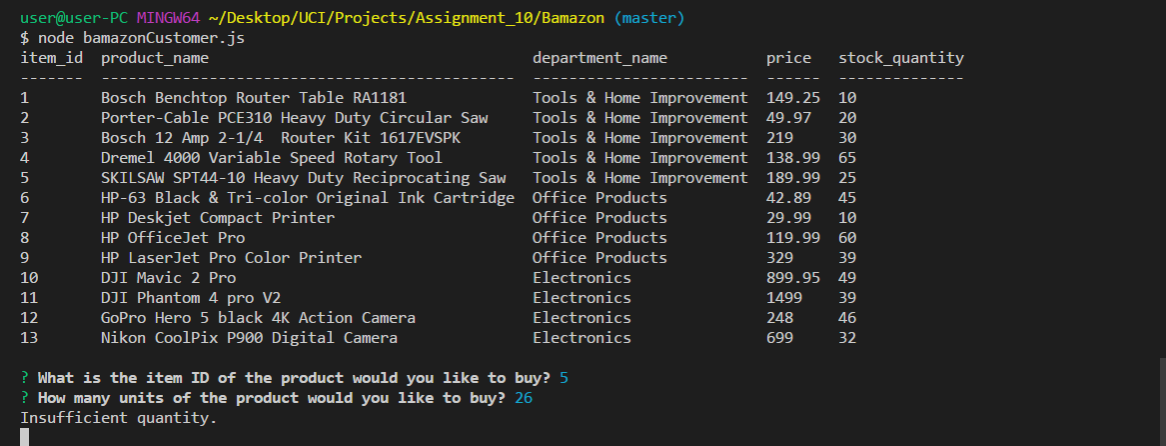 user@user-PC MINGW64 ~/Desktop/UCI/Projects/Assignment_10/Bamazon (master)
$ node bamazonCustomer.js
item_id  product_name                                    department_name           price   stock_quantity
-------  ----------------------------------------------  ------------------------  ------  --------------
1        Bosch Benchtop Router Table RA1181              Tools & Home Improvement  149.25  10
2        Porter-Cable PCE310 Heavy Duty Circular Saw     Tools & Home Improvement  49.97   20
3        Bosch 12 Amp 2-1/4  Router Kit 1617EVSPK        Tools & Home Improvement  219     30
4        Dremel 4000 Variable Speed Rotary Tool          Tools & Home Improvement  138.99  65
5        SKILSAW SPT44-10 Heavy Duty Reciprocating Saw   Tools & Home Improvement  189.99  25
6        HP-63 Black & Tri-color Original Ink Cartridge  Office Products           42.89   45
7        HP Deskjet Compact Printer                      Office Products           29.99   10
8        HP OfficeJet Pro                                Office Products           119.99  60
9        HP LaserJet Pro Color Printer                   Office Products           329     39
10       DJI Mavic 2 Pro                                 Electronics               899.95  49
11       DJI Phantom 4 pro V2                            Electronics               1499    39
12       GoPro Hero 5 black 4K Action Camera             Electronics               248     46
13       Nikon CoolPix P900 Digital Camera               Electronics               699     32
? What is the item ID of the product would you like to buy? 5
? How many units of the product would you like to buy? 26
Insufficient quantity.